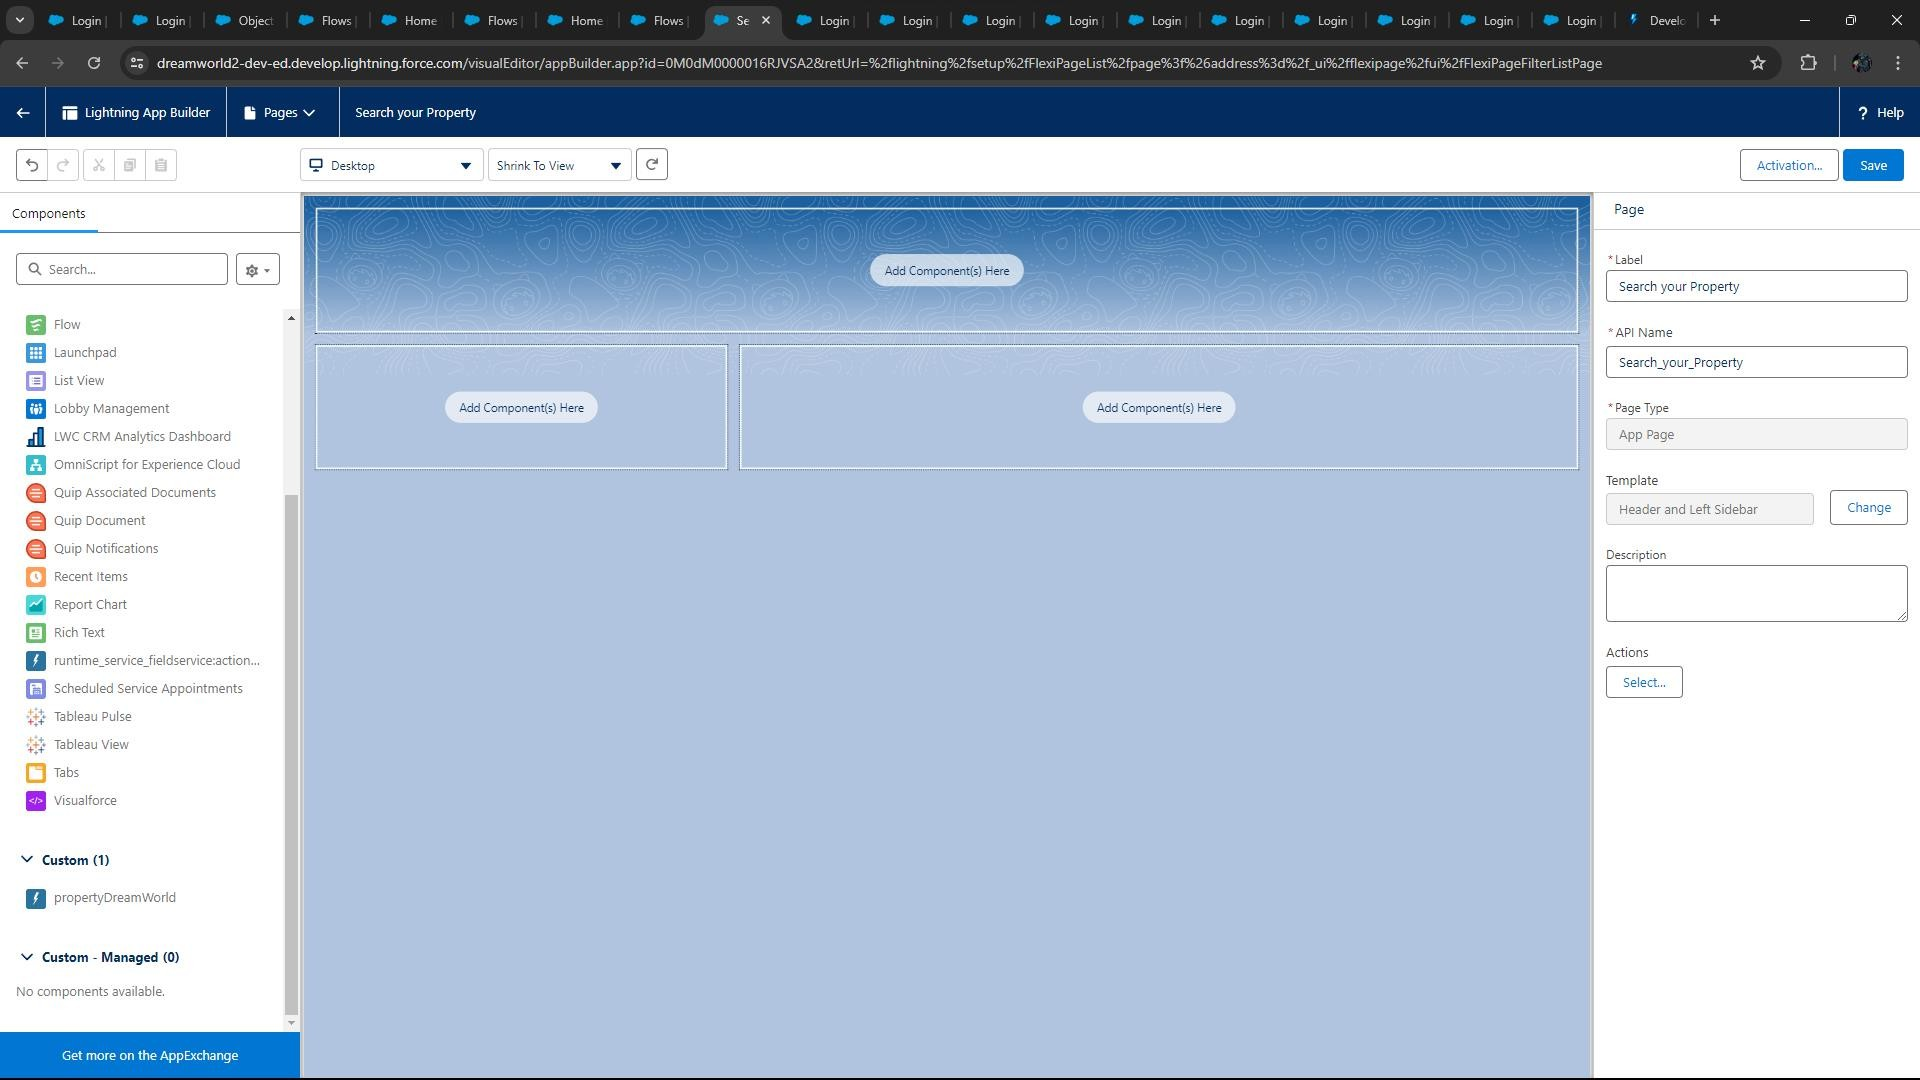 Login
Login
Object
Flows
Home
Flows
Home
Flows
Se
Login
Login
Login
Login
Login
Login
Login
Login
Login
Login
Develo
dreamworld2-dev-ed.develop.lightning.force.com/visualEditor/appBuilder.app?id=0M0dM0000016RJVSA2&retUrl=%2flightning%2fsetup%2fFlexiPageList%2fpage%3f%26address%3d%2f_ui%2fflexipage%2fui%2fFlexiPageFilterListPage
Lightning App Builder
Pages
Search your Property
? Help
Desktop
Shrink To View
Activation...
Save
Components
Search...
Flow
Launchpad
List View
Lobby Management
LWC CRM Analytics Dashboard
OmniScript for Experience Cloud
Quip Associated Documents
Quip Document
Quip Notifications
Recent Items
Report Chart
Rich Text
runtime_service_fieldservice:action...
Scheduled Service Appointments
Tableau Pulse
Tableau View
Tabs
Visualforce
Custom (1)
propertyDreamWorld
Custom - Managed (0)
No components available.
Get more on the AppExchange
Add Component(s) Here
Add Component(s) Here
Add Component(s) Here
Page
*Label
Search your Property
*API Name
Search_your_Property
*Page Type
App Page
Template
Header and Left Sidebar
Change
Description
Actions
Select...